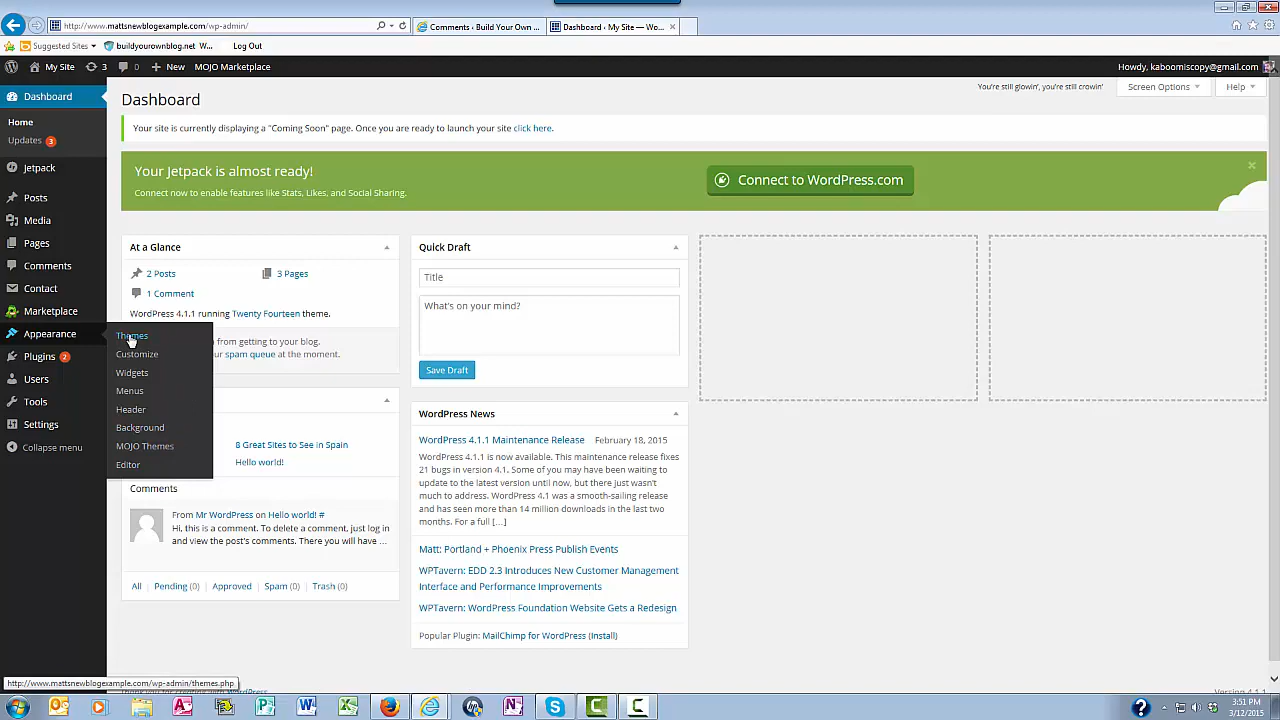 http://www.mattsnewblogexample.com/wp-admin/
Comments ‹ Build Your Own ...
Dashboard ‹ My Site — Wo...
Suggested Sites
buildyourownblog.net W...
Log Out
My Site
3
0
New
MOJO Marketplace
Howdy, kaboomiscopy@gmail.com
Dashboard
Home
Updates 3
Jetpack
Posts
Media
Pages
Comments
Contact
Marketplace
Appearance
Plugins 2
Users
Tools
Settings
Collapse menu
Themes
Customize
Widgets
Menus
Header
Background
MOJO Themes
Editor
Dashboard
You're still glowin', you're still crowin'
Screen Options
Help
Your site is currently displaying a "Coming Soon" page. Once you are ready to launch your site click here.
Your Jetpack is almost ready!
Connect now to enable features like Stats, Likes, and Social Sharing.
Connect to WordPress.com
At a Glance
2 Posts
3 Pages
1 Comment
WordPress 4.1.1 running Twenty Fourteen theme.
from getting to your blog.
spam queue at the moment.
8 Great Sites to See in Spain
Hello world!
Comments
From Mr WordPress on Hello world! #
Hi, this is a comment. To delete a comment, just log in
and view the post's comments. There you will have ...
All | Pending (0) | Approved | Spam (0) | Trash (0)
Quick Draft
Title
What's on your mind?
Save Draft
WordPress News
WordPress 4.1.1 Maintenance Release February 18, 2015
WordPress 4.1.1 is now available. This maintenance release fixes
21 bugs in version 4.1. Some of you may have been waiting to
update to the latest version until now, but there just wasn't
much to address. WordPress 4.1 was a smooth-sailing release
and has seen more than 14 million downloads in the last two
months. For a full [...]
Matt: Portland + Phoenix Press Publish Events
WPTavern: EDD 2.3 Introduces New Customer Management
Interface and Performance Improvements
WPTavern: WordPress Foundation Website Gets a Redesign
Popular Plugin: MailChimp for WordPress (Install)
http://www.mattsnewblogexample.com/wp-admin/themes.php
Version 4.1.1
3:51 PM
3/12/2015